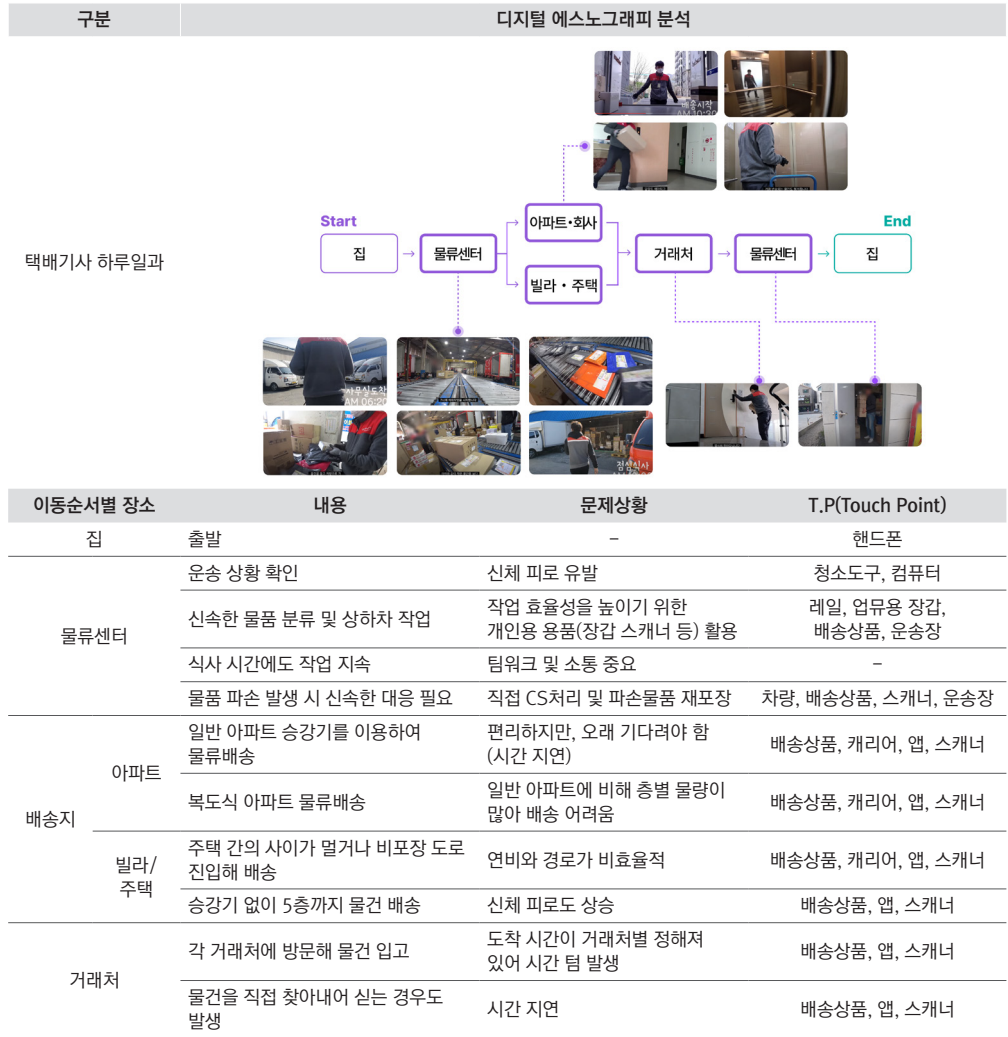 구분 디지털 에스노그래피 분석
배송시작
AM 10:30
택배기사 하루일과
Start End
집 물류센터 아파트•회사 빌라 • 주택 거래처 물류센터 집
사무실도착
AM 06:20
점심식사
이동순서별 장소 내용 문제상황 T.P(Touch Point)
집 출발 – 핸드폰
물류센터
운송 상황 확인 신체 피로 유발 청소도구, 컴퓨터
신속한 물품 분류 및 상하차 작업 작업 효율성을 높이기 위한 레일, 업뮤용 장갑,
개인용 용품(장갑 스캐너 등) 활용 배송상품, 운송장
식사 시간에도 작업 지속 팀워크 및 소통 중요 –
물품 파손 발생 시 신속한 대응 필요 직접 CS처리 및 파손물품 재포장 차량, 배송상품, 스캐너, 운송장
배송지
아파트
일반 아파트 승강기를 이용하여 편리하지만, 오래 기다려야 함 배송상품, 캐리어, 앱, 스캐너
물류배송 (시간 지연)
복도식 아파트 물류배송 일반 아파트에 비해 층별 물량이 배송상품, 캐리어, 앱, 스캐너
많아 배송 어려움
빌라/
주택
주택 간의 사이가 멀거나 비포장 도로 연비와 경로가 비효율적 배송상품, 캐리어, 앱, 스캐너
진입해 배송
승강기 없이 5층까지 물건 배송 신체 피로도 상승 배송상품, 앱, 스캐너
거래처
각 거래처에 방문해 물건 입고 도착 시간이 거래처별 정해져 배송상품, 앱, 스캐너
있어 시간 텀 발생
물건을 직접 찾아내어 싣는 경우도 시간 지연 배송상품, 앱, 스캐너
발생